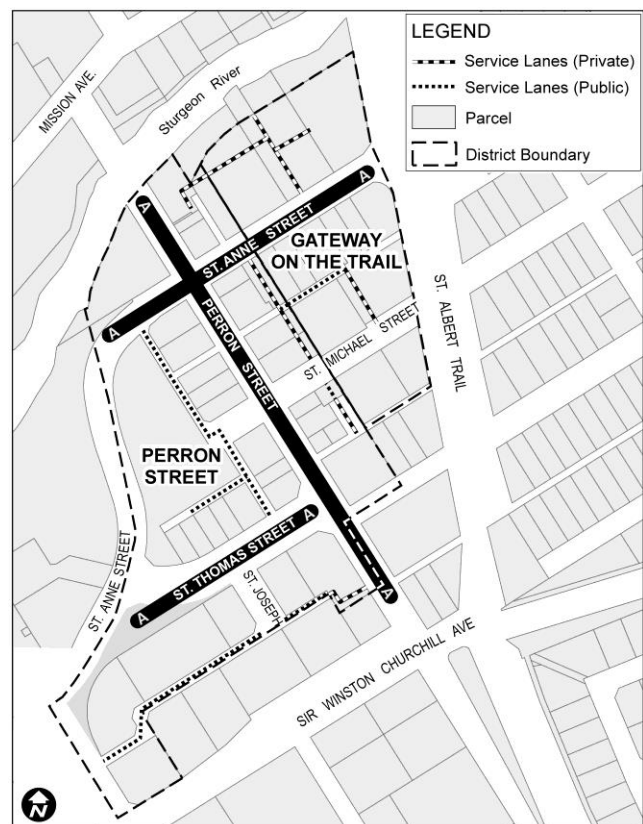 LEGEND
Service Lanes (Private)
Service Lanes (Public)
Parcel
District Boundary
MISSION AVE.
Sturgeon River
A
A
ST. ANNE STREET
GATEWAY
ON THE TRAIL
A
PERRON STREET
ST. ALBERT TRAIL
ST. MICHAEL STREET
PERRON
STREET
A
ST. THOMAS STREET
A
ST. ANNE STREET
ST. JOSEPH
A
SIR WINSTON CHURCHILL AVE
N